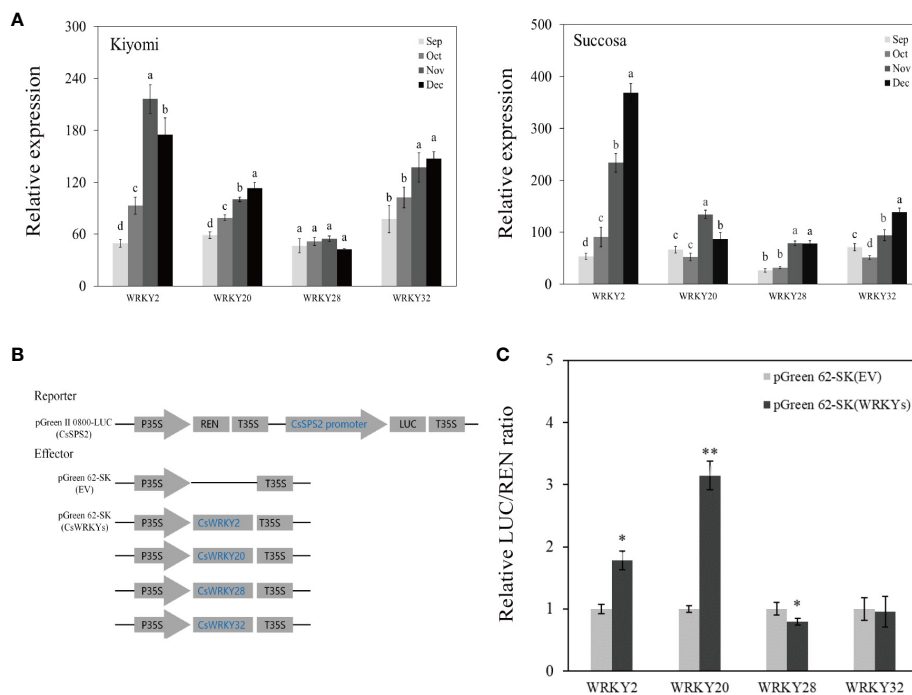 A
Kiyomi
Sep
Oct
Nov
Dec
Relative expression
300
240
180
120
60
0
d
c
a
b
d
c
b
a
a
a
a
a
b
b
a
a
WRKY2
WRKY20
WRKY28
WRKY32
Succosa
Sep
Oct
Nov
Dec
Relative expression
500
400
300
200
100
0
d
c
b
a
c
c
a
b
b
b
a
a
c
d
b
a
WRKY2
WRKY20
WRKY28
WRKY32
B
Reporter
pGreen II 0800-LUC
(CsSPS2)
P35S
REN
T35S
CsSPS2 promoter
LUC
T35S
Effector
pGreen 62-SK
(EV)
P35S
T35S
pGreen 62-SK
(CsWRKYs)
P35S
CsWRKY2
T35S
P35S
CsWRKY20
T35S
P35S
CsWRKY28
T35S
P35S
CsWRKY32
T35S
C
pGreen 62-SK(EV)
pGreen 62-SK(WRKYs)
Relative LUC/REN ratio
5
4
3
2
1
0
*
**
*
WRKY2
WRKY20
WRKY28
WRKY32